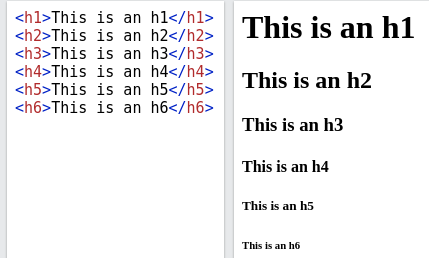 <h1>This is an h1</h1>
<h2>This is an h2</h2>
<h3>This is an h3</h3>
<h4>This is an h4</h4>
<h5>This is an h5</h5>
<h6>This is an h6</h6>
This is an h1
This is an h2
This is an h3
This is an h4
This is an h5
This is an h6